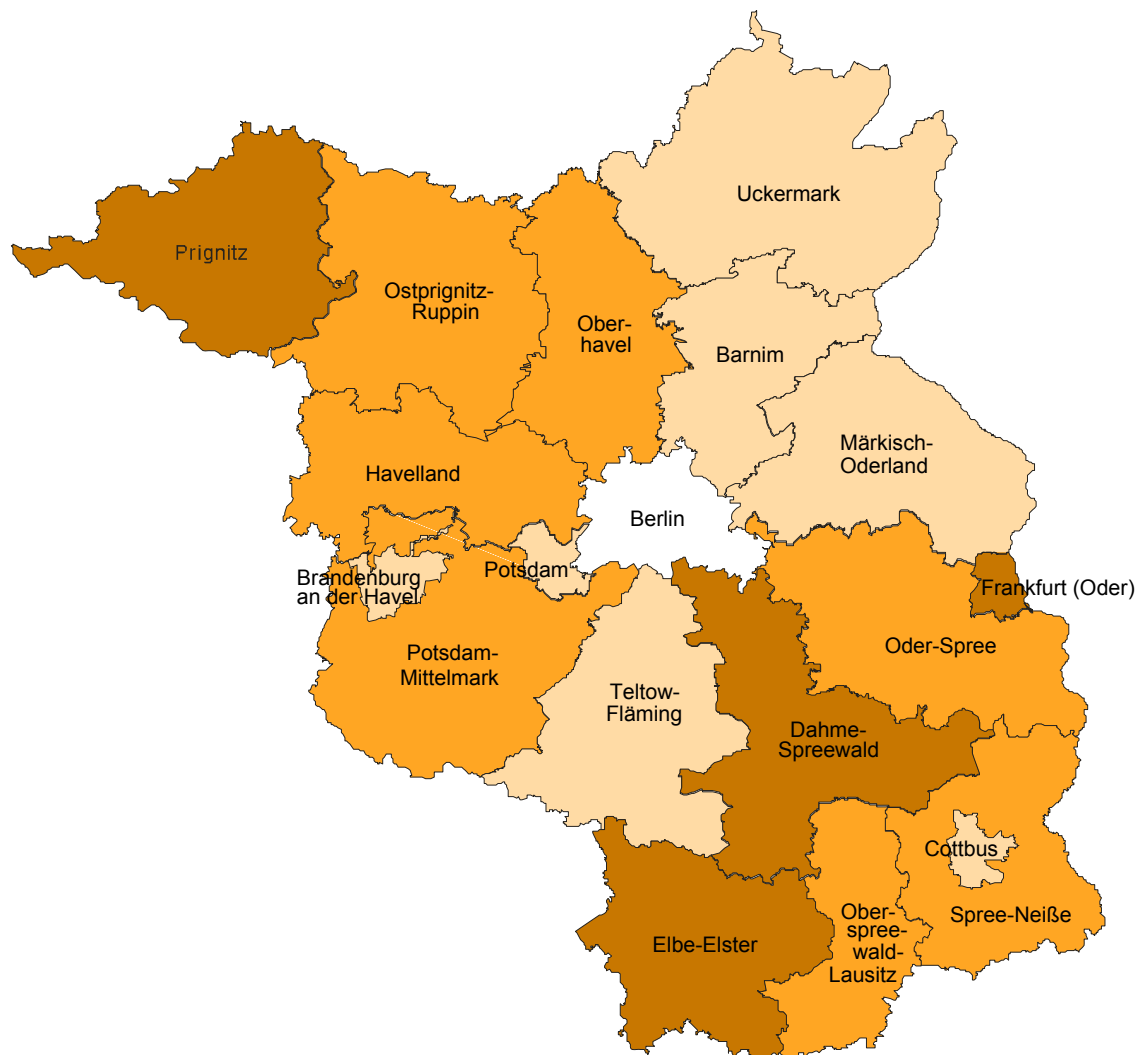 Uckermark
Prignitz
Ostprignitz-
Ruppin
Ober-
havel
Barnim
Märkisch-
Oderland
Havelland
Berlin
Brandenburg
an der Havel
Potsdam
Frankfurt (Oder)
Potsdam-
Mittelmark
Oder-Spree
Teltow-
Fläming
Dahme-
Spreewald
Cottbus
Spree-Neiße
Elbe-Elster
Ober-
spree-
wald-
Lausitz